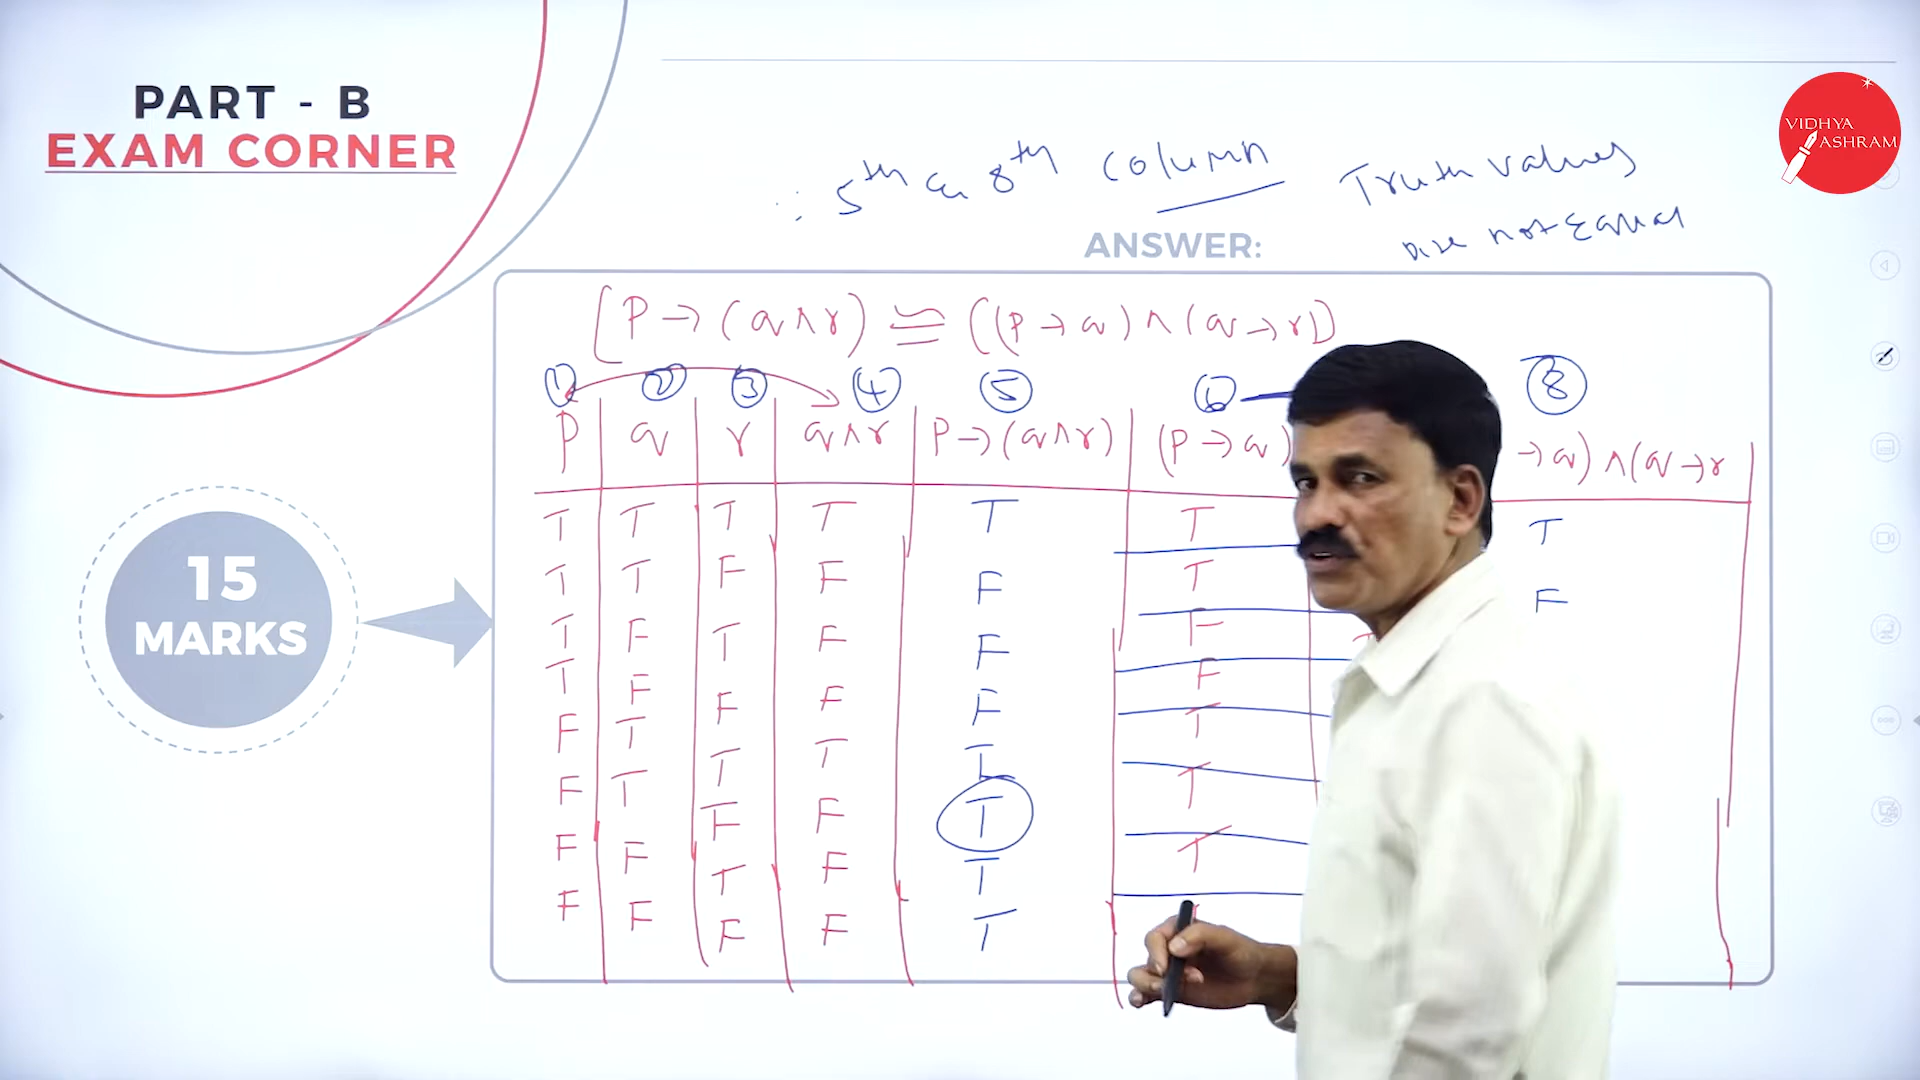 PART - B
EXAM CORNER
VIDHYA
ASHRAM
∴ 5th & 8th column Truth values
are not Equal
ANSWER:
[P → (q ∧ r) ≌ ((P → q) ∧ (q → r))
① ② ③ ④ ⑤ ⑥ ⑧
P q r q ∧ r P → (q ∧ r) (P → q) → q) ∧ (q → r
T T T T T T T
T T F F F T F
T F T F F F
T F F F F F
F T T T T T
F T F F T T
F F T F T T
F F F F T
15
MARKS